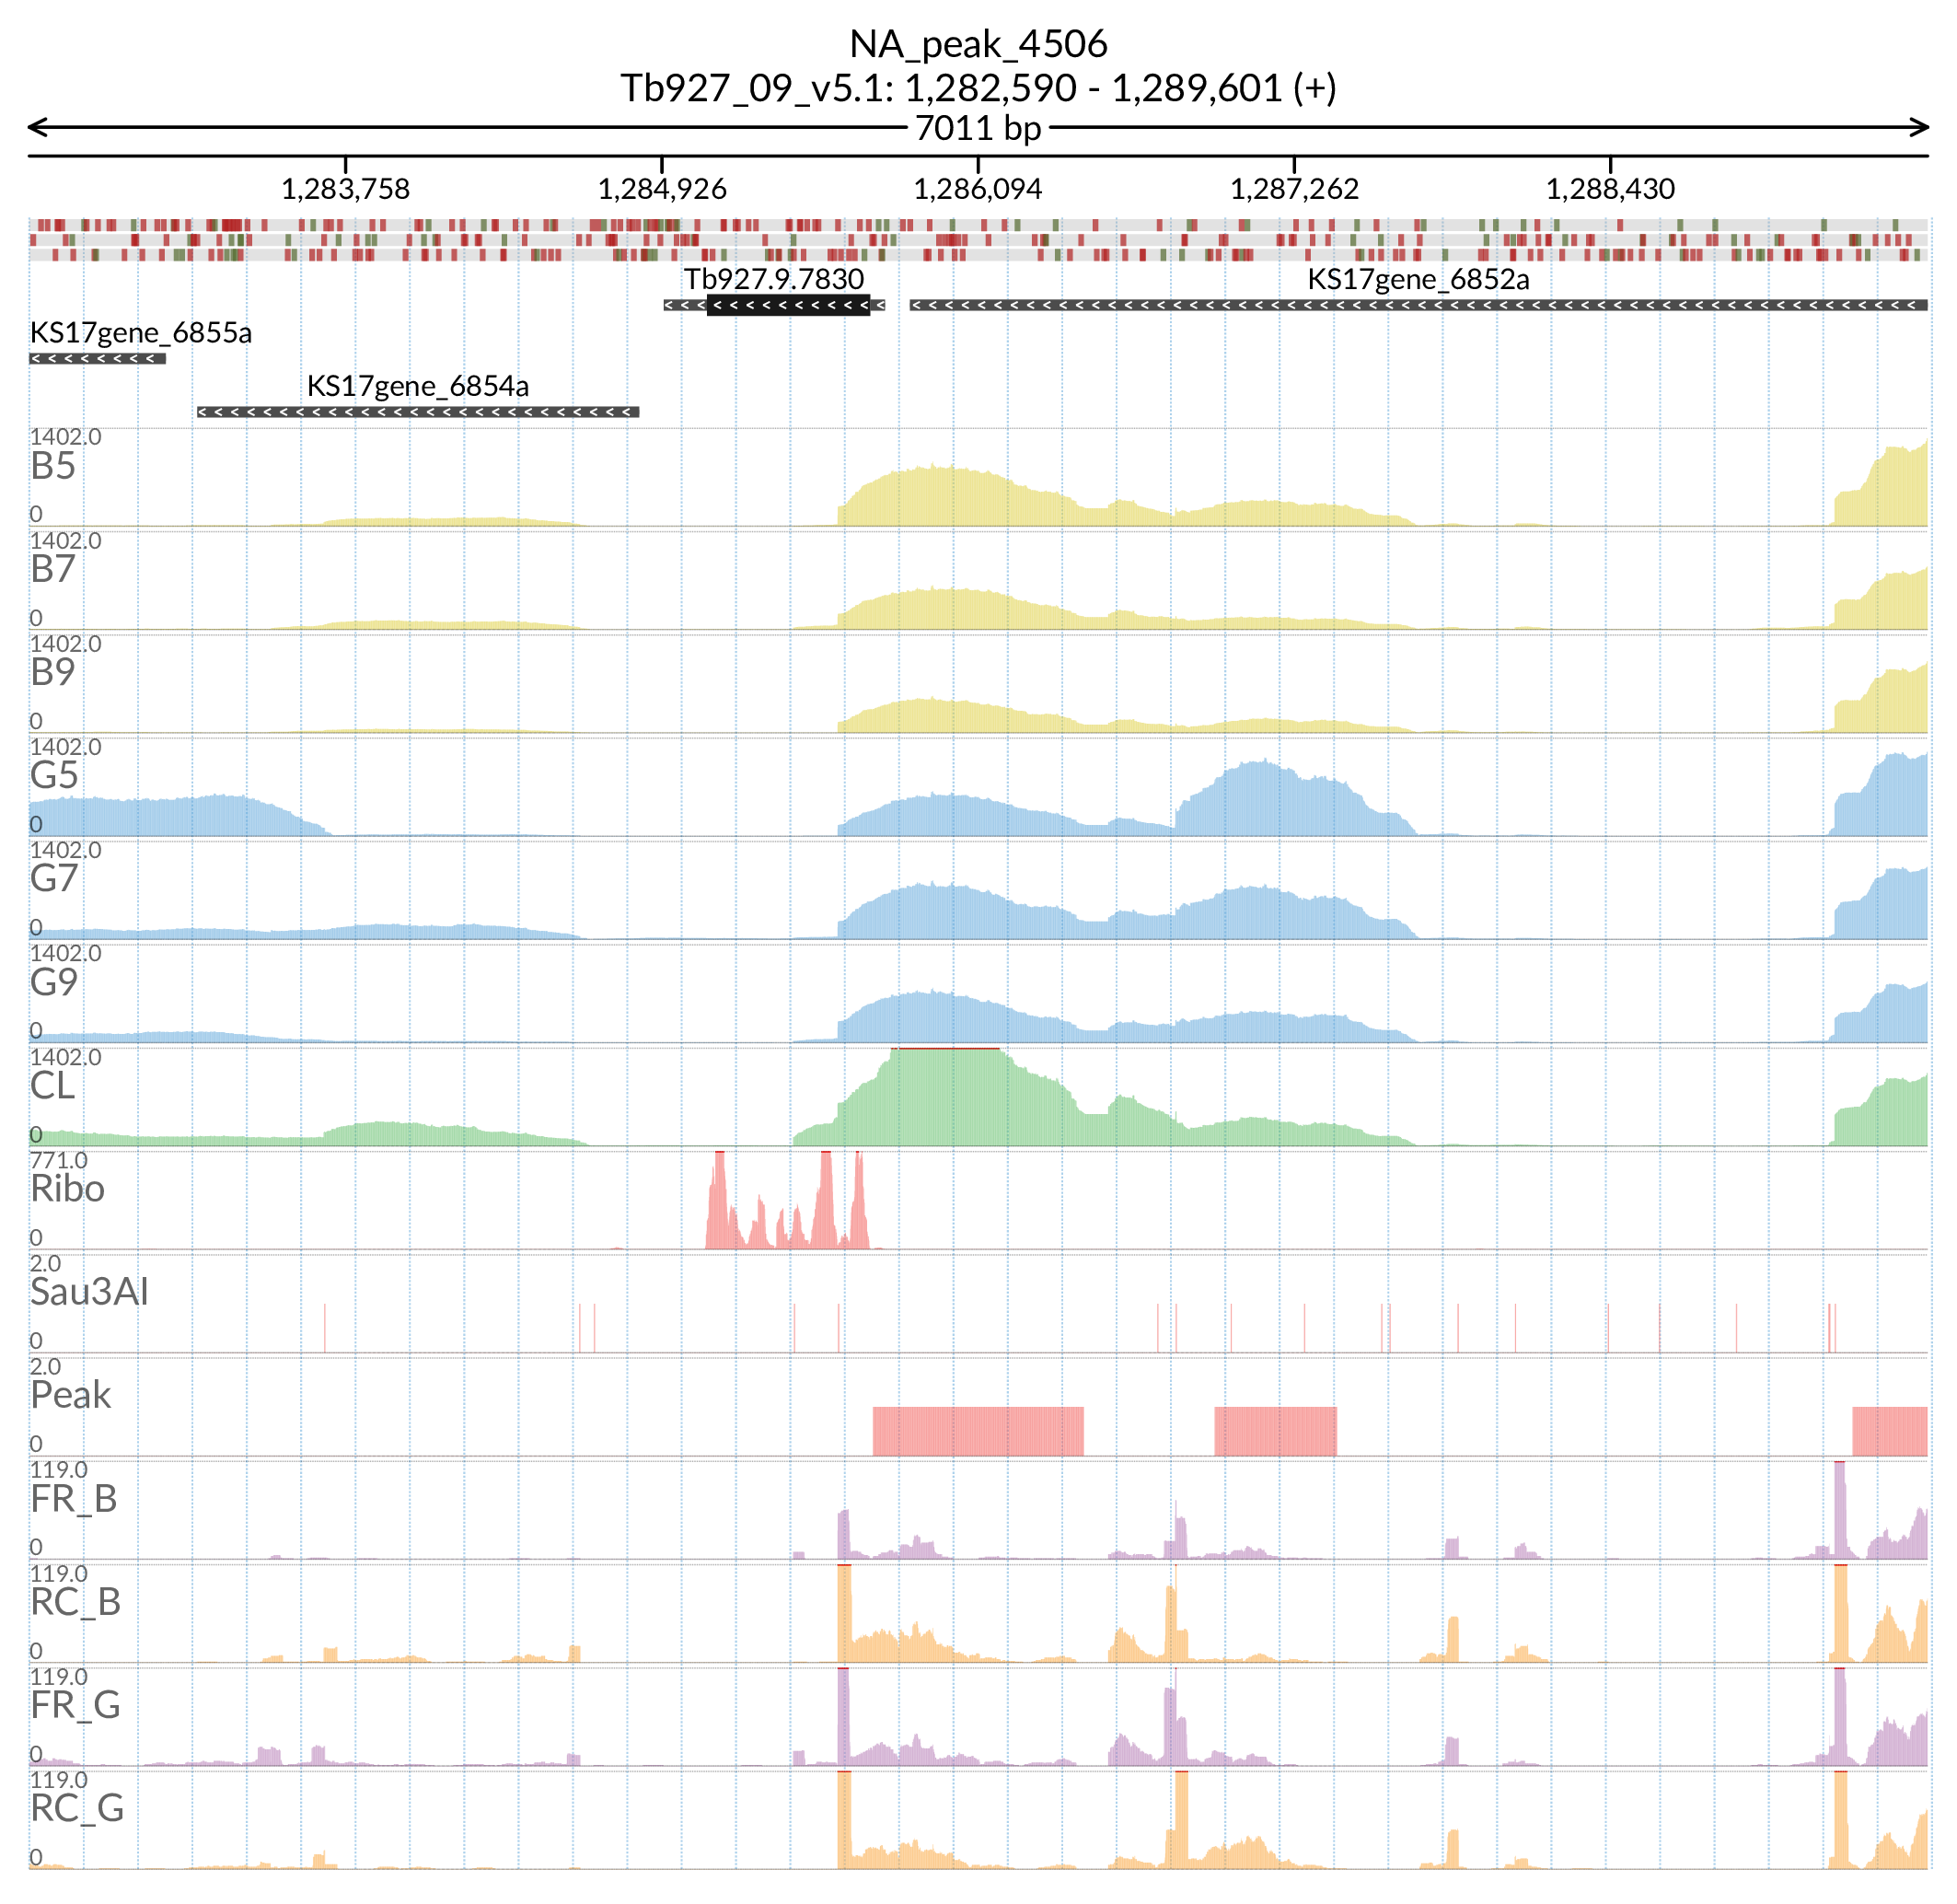 NA_peak_4506
Tb927_09_v5.1: 1,282,590 - 1,289,601 (+)
7011 bp
1,283,758 1,284,926 1,286,094 1,287,262 1,288,430
Tb927.9.7830 KS17gene_6852a
KS17gene_6855a
KS17gene_6854a
1402.0
B5
0
1402.0
B7
0
1402.0
B9
0
1402.0
G5
0
1402.0
G7
0
1402.0
G9
0
1402.0
CL
0
771.0
Ribo
0
2.0
Sau3AI
0
2.0
Peak
0
119.0
FR_B
0
119.0
RC_B
0
119.0
FR_G
0
119.0
RC_G
0